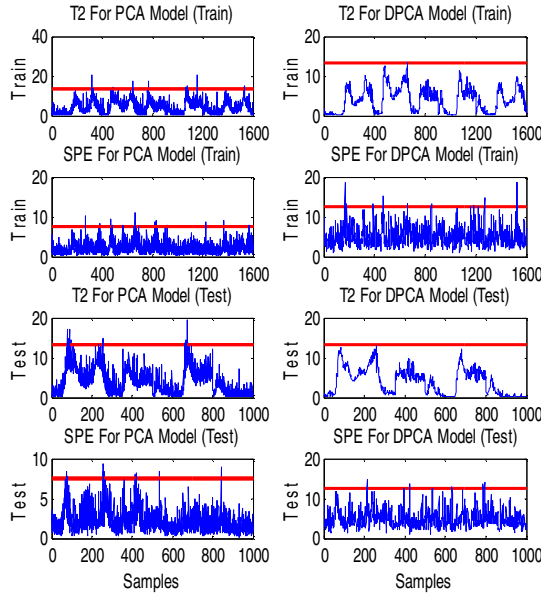 T2 For PCA Model (Train)
T2 For DPCA Model (Train)
40
20
0
Train
0 400 800 1200 1600
20
10
0
Train
0 400 800 1200 1600
SPE For PCA Model (Train)
SPE For DPCA Model (Train)
20
10
0
Train
0 400 800 1200 1600
20
10
0
Train
0 400 800 1200 1600
T2 For PCA Model (Test)
T2 For DPCA Model (Test)
20
10
0
Test
0 200 400 600 800 1000
20
10
0
Test
0 200 400 600 800 1000
SPE For PCA Model (Test)
SPE For DPCA Model (Test)
10
5
0
Test
0 200 400 600 800 1000
Samples
20
10
0
Test
0 200 400 600 800 1000
Samples